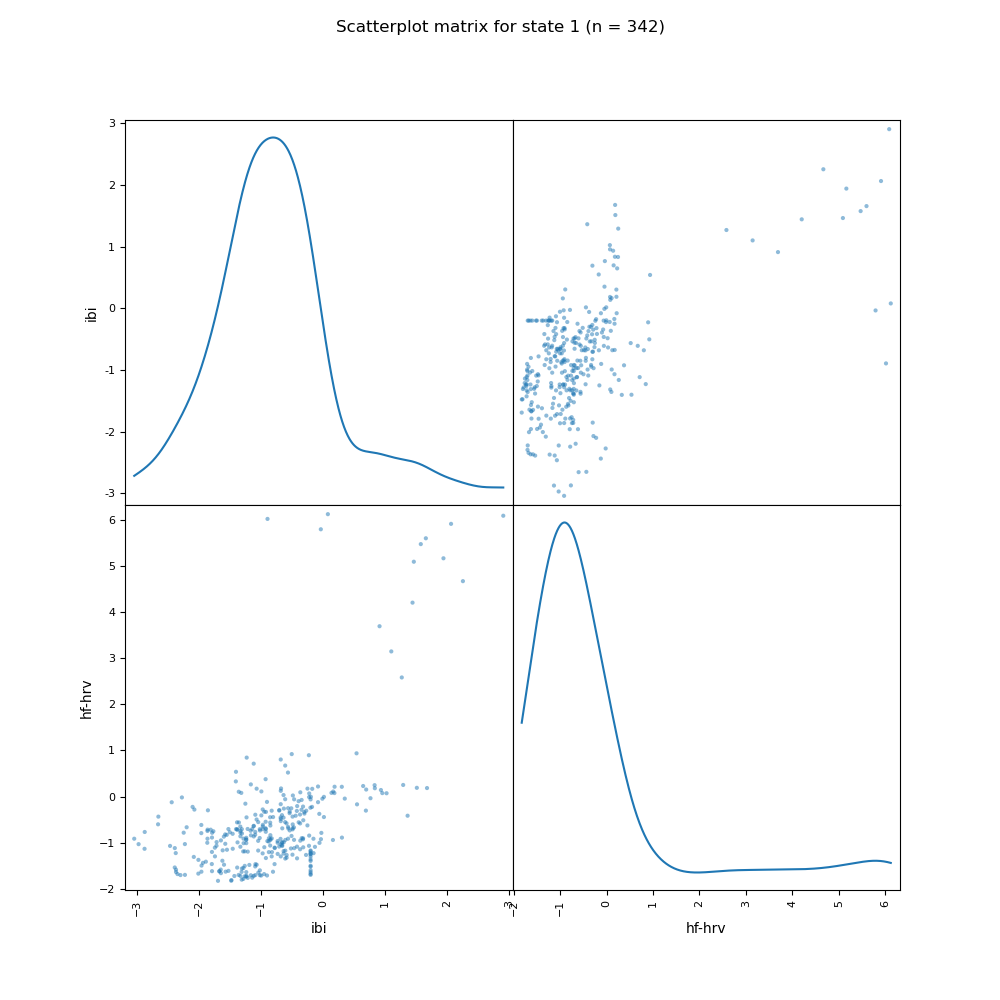 Scatterplot matrix for state 1 (n = 342)
3
2
1
0
-1
-2
-3
ibi
6
5
4
3
2
1
0
−1
−2
hf-hrv
−3 −2 −1 0 1 2 3
−2 −1 0 1 2 3 4 5 6
ibi hf-hrv